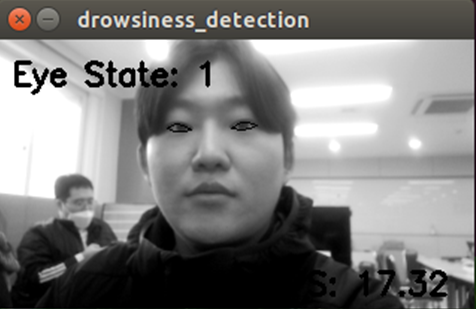 drowsiness_detection
Eye State: 1
S: 17.32